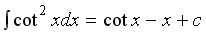 ∫cot² xdx = cot x − x + c